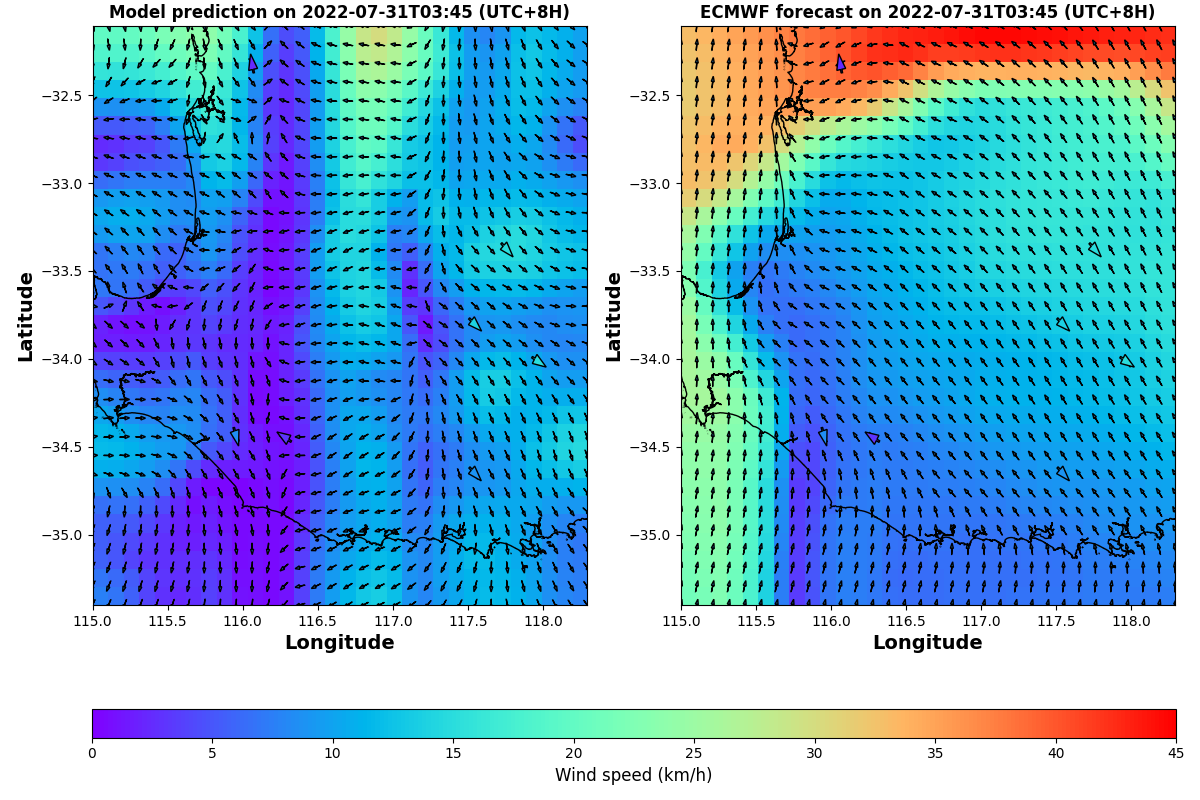 Model prediction on 2022-07-31T03:45 (UTC+8H)
ECMWF forecast on 2022-07-31T03:45 (UTC+8H)
−32.5
−33.0
−33.5
−34.0
−34.5
−35.0
Latitude
115.0 115.5 116.0 116.5 117.0 117.5 118.0
Longitude
−32.5
−33.0
−33.5
−34.0
−34.5
−35.0
Latitude
115.0 115.5 116.0 116.5 117.0 117.5 118.0
Longitude
0 5 10 15 20 25 30 35 40 45
Wind speed (km/h)